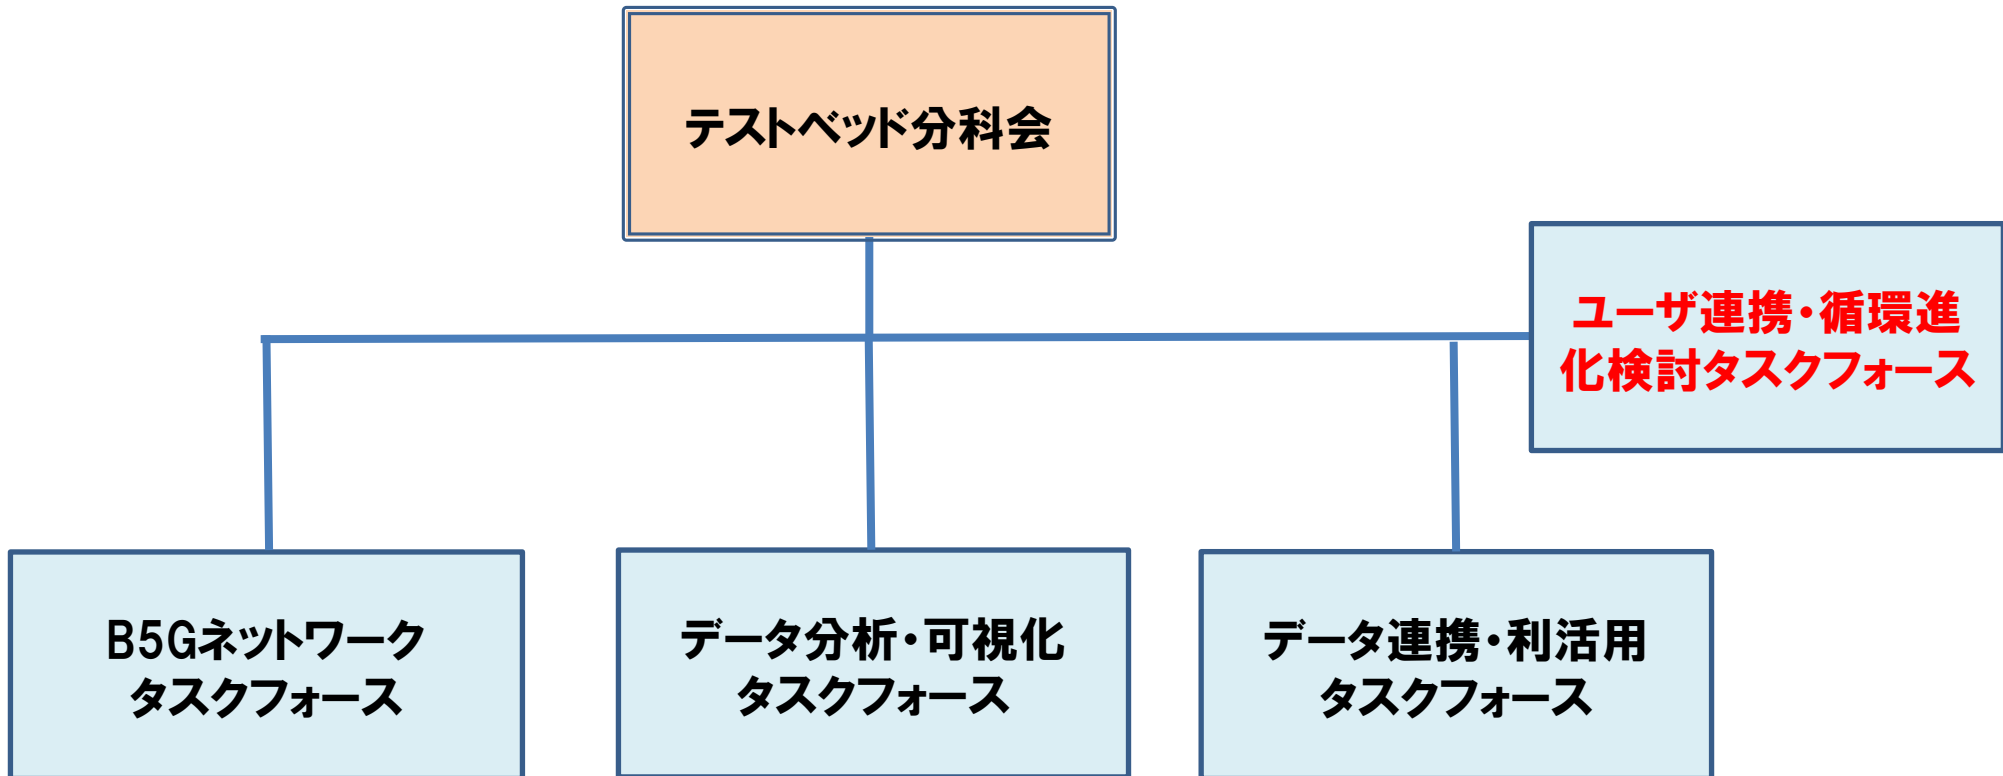 テストベッド分科会
ユーザ連携・循環進
化検討タスクフォース
B5Gネットワーク
タスクフォース
データ分析・可視化
タスクフォース
データ連携・利活用
タスクフォース